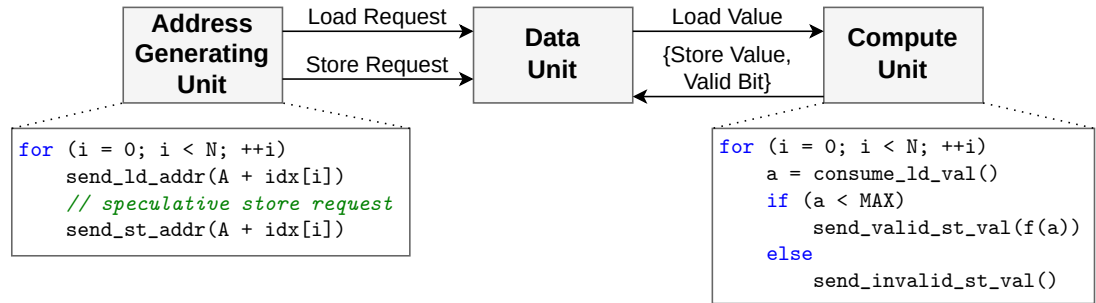 Address
Generating
Unit
Load Request
Store Request
Data
Unit
Load Value
{Store Value,
Valid Bit}
Compute
Unit
for (i = 0; i < N; ++i)
send_ld_addr(A + idx[i])
// speculative store request
send_st_addr(A + idx[i])
for (i = 0; i < N; ++i)
a = consume_ld_val()
if (a < MAX)
send_valid_st_val(f(a))
else
send_invalid_st_val()